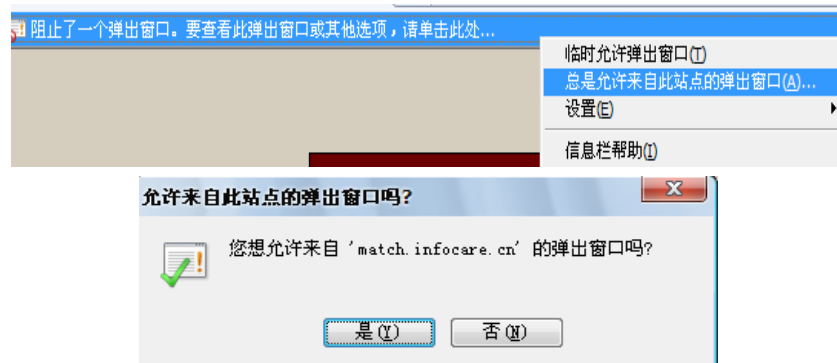 阻止了一个弹出窗口。要查看此弹出窗口或其他选项，请单击此处...
临时允许弹出窗口(T)
总是允许来自此站点的弹出窗口(A)...
设置(E)
信息栏帮助(I)
允许来自此站点的弹出窗口吗?
您想允许来自 'match.infocare.cn' 的弹出窗口吗?
是(Y) 否(N)